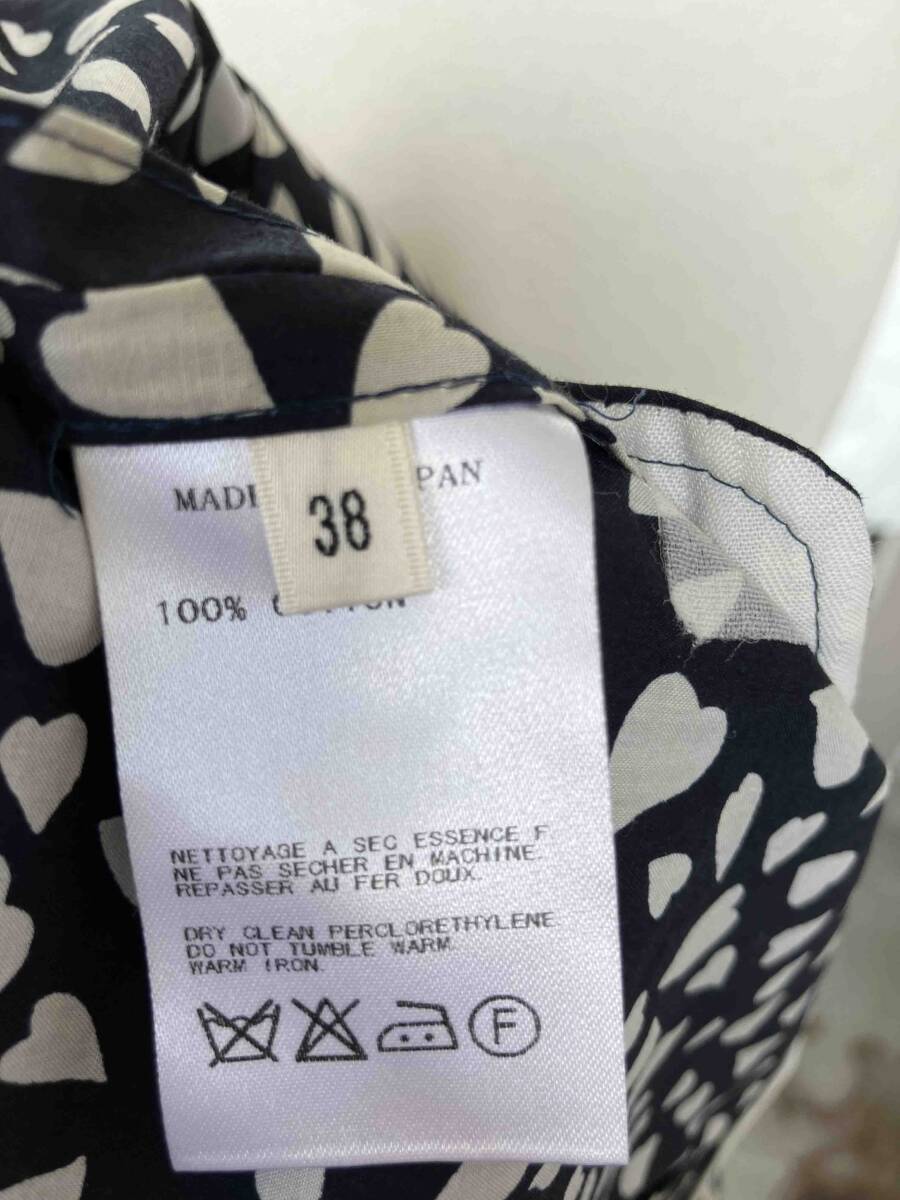 MADE PAN
38
100% COTTON
NETTOYAGE A SEC ESSENCE F
NE PAS SECHER EN MACHINE.
REPASSER AU FER DOUX.
DRY CLEAN PERCLORETHYLENE
DO NOT TUMBLE WARM.
WARM IRON.
F